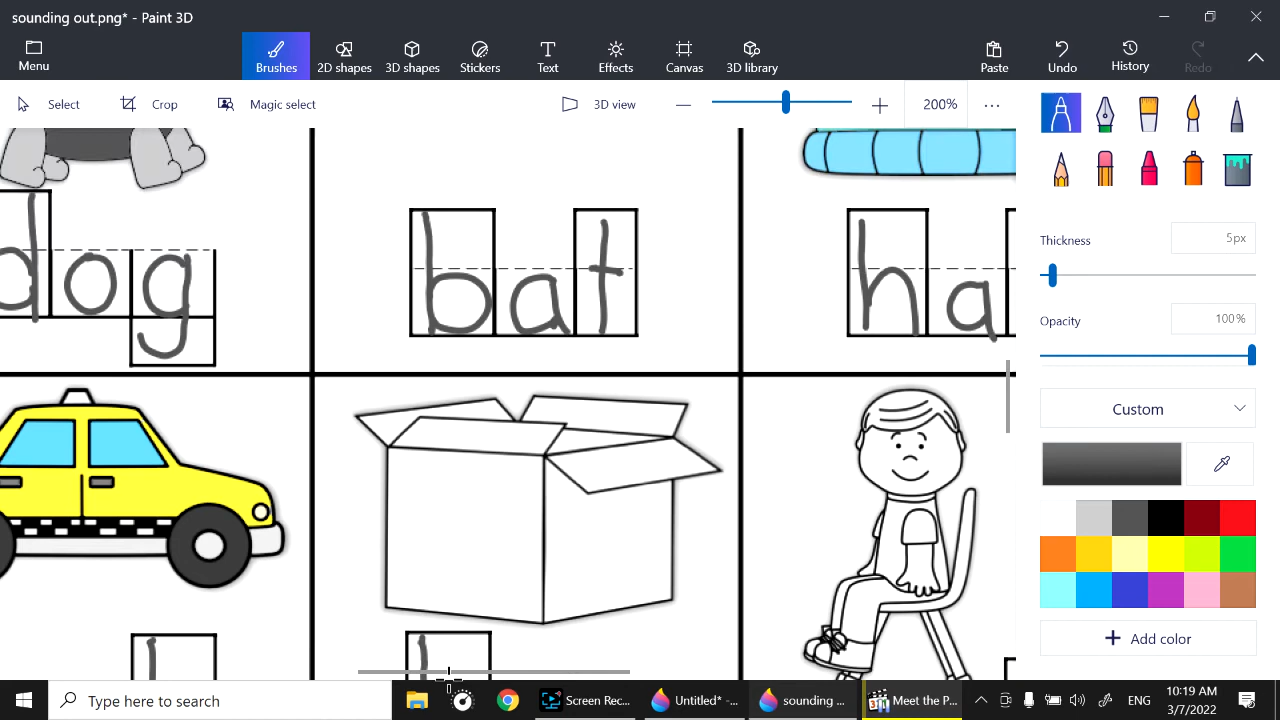 sounding out.png* - Paint 3D
Menu
Brushes
2D shapes
3D shapes
Stickers
Text
Effects
Canvas
3D library
Paste
Undo
History
Redo
Select
Crop
Magic select
3D view
200%
dog
bat
ha
Thickness
5px
Opacity
100%
Custom
Add color
Type here to search
Screen Rec...
Untitled* -...
sounding ...
Meet the P...
ENG
10:19 AM
3/7/2022